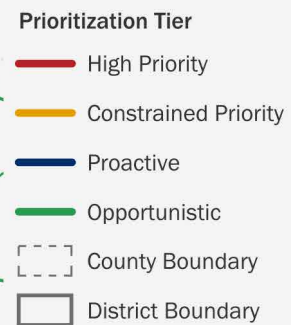 Prioritization Tier
High Priority
Constrained Priority
Proactive
Opportunistic
County Boundary
District Boundary